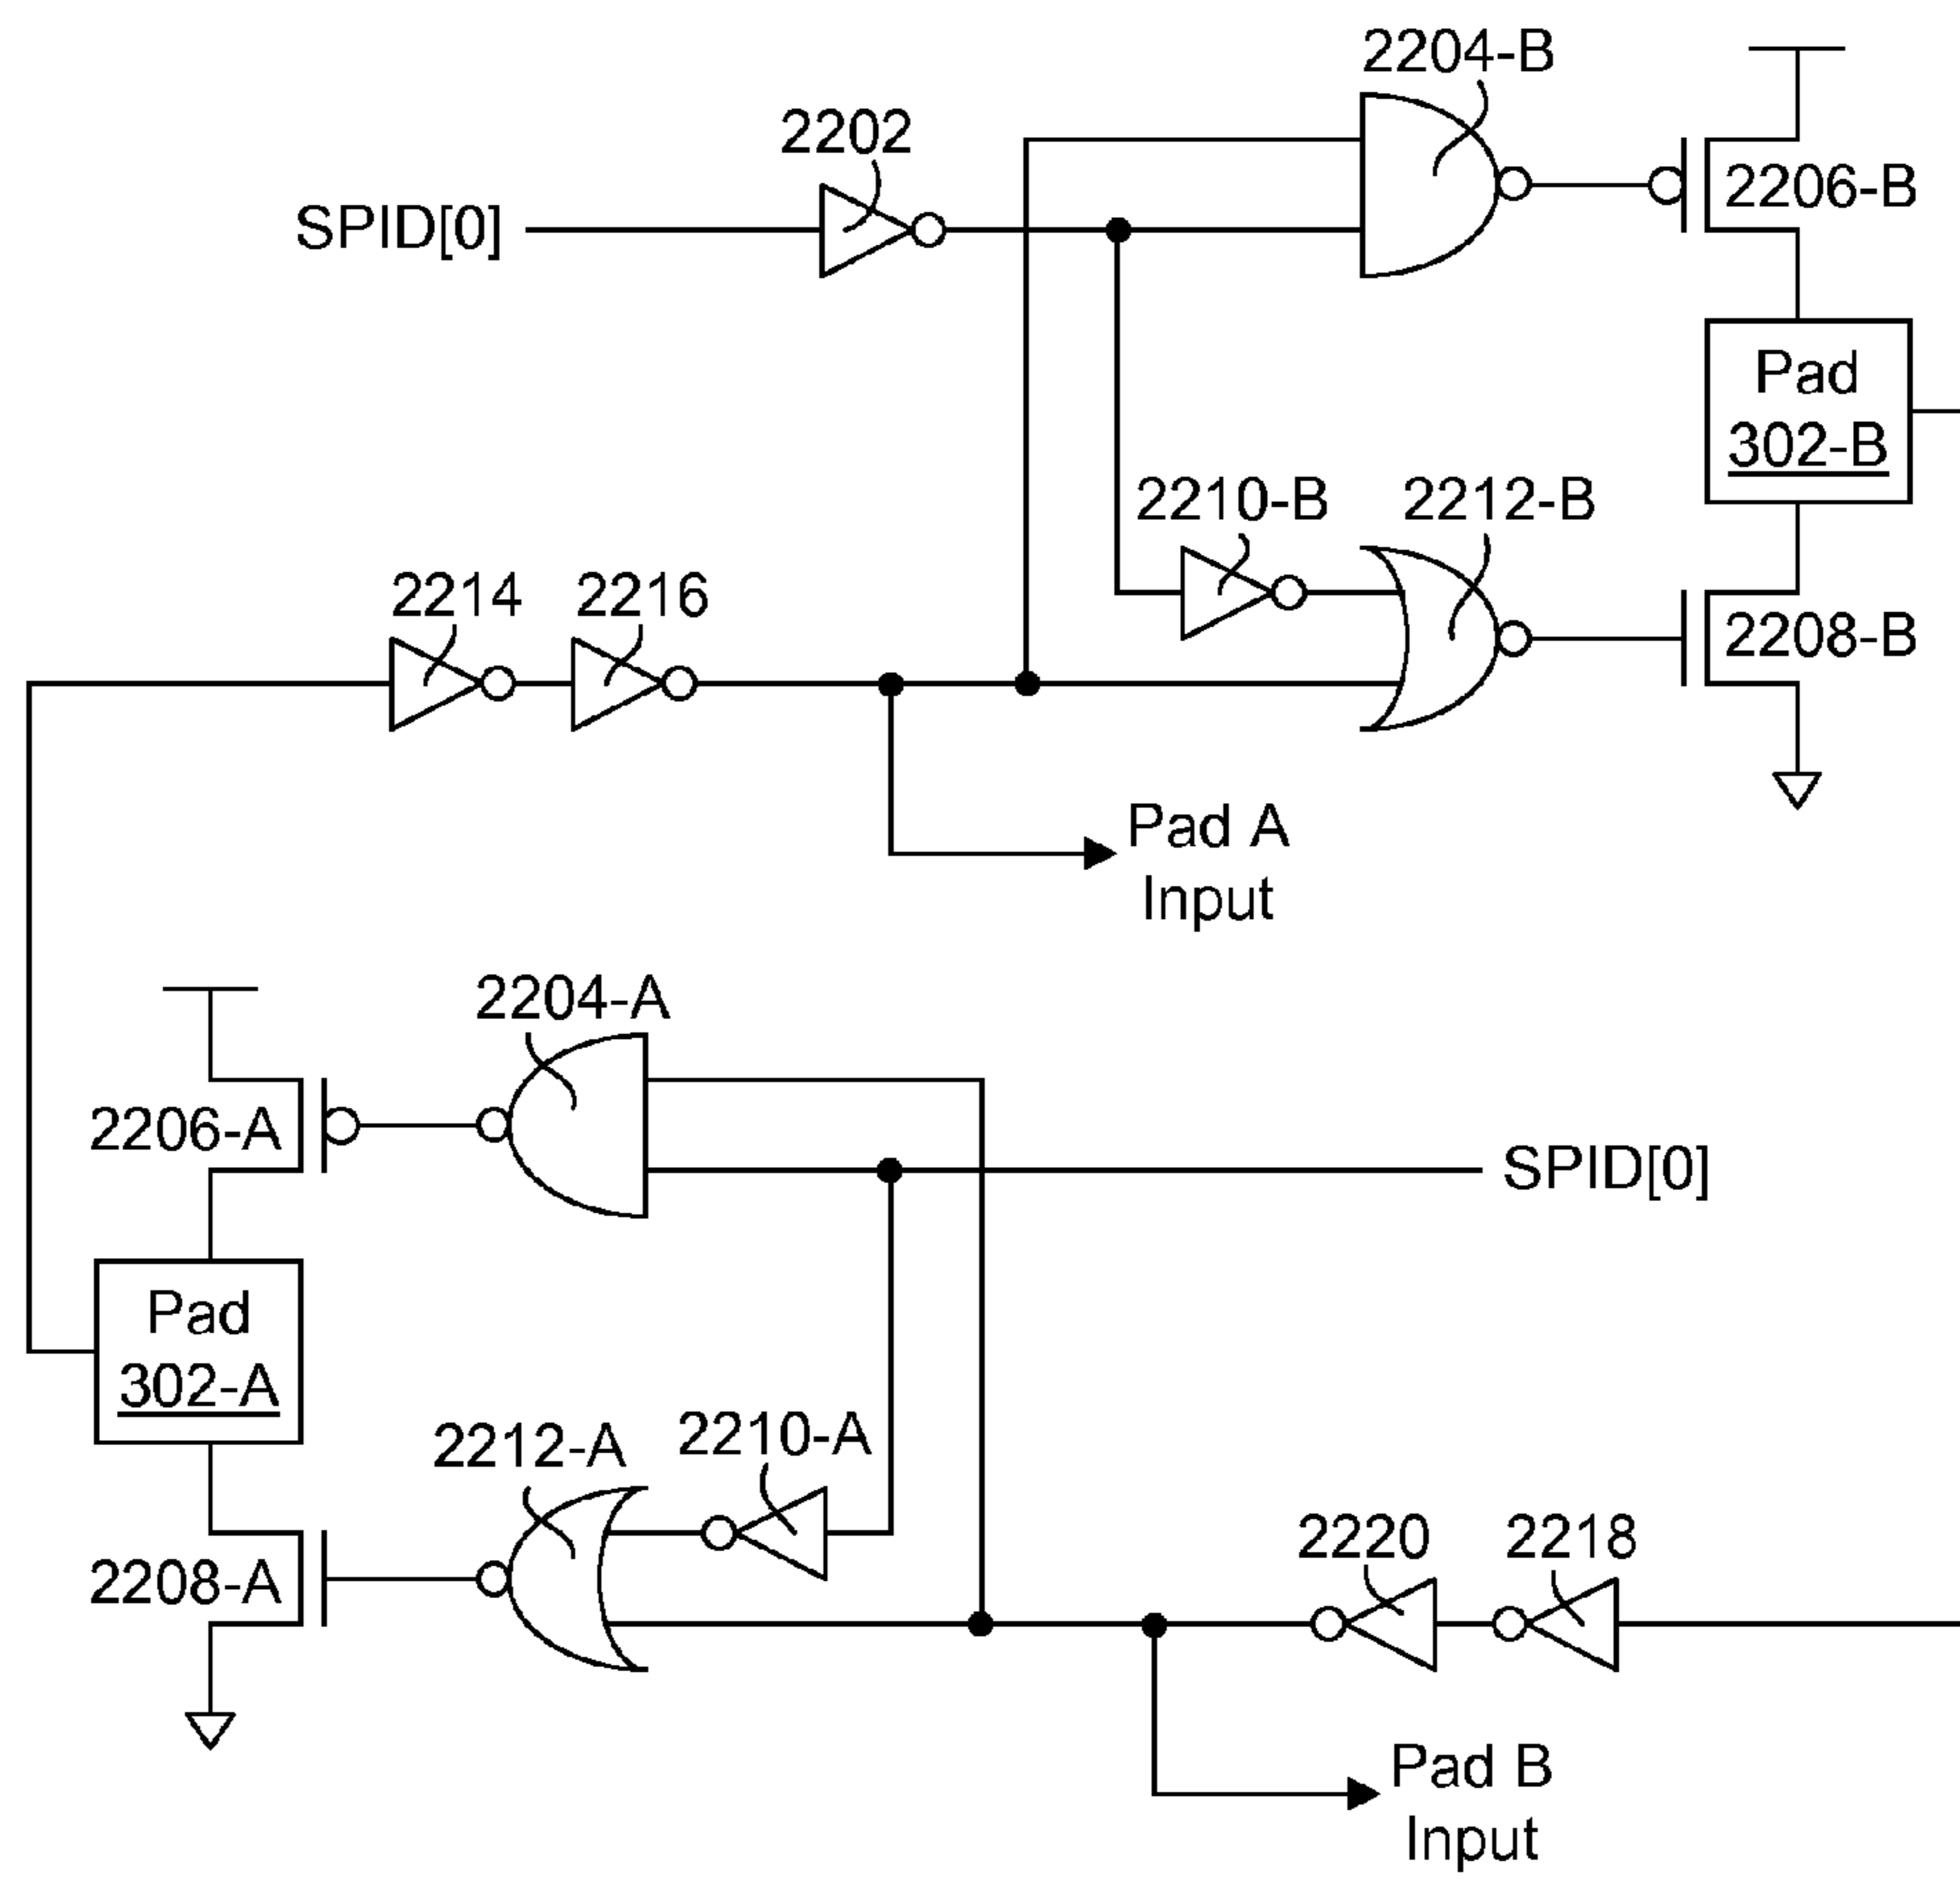 2204-B
2202
SPID[0]
2206-B
Pad
302-B
2210-B
2212-B
2214
2216
2208-B
Pad A
Input
2204-A
2206-A
SPID[0]
Pad
302-A
2212-A
2210-A
2220
2218
2208-A
Pad B
Input